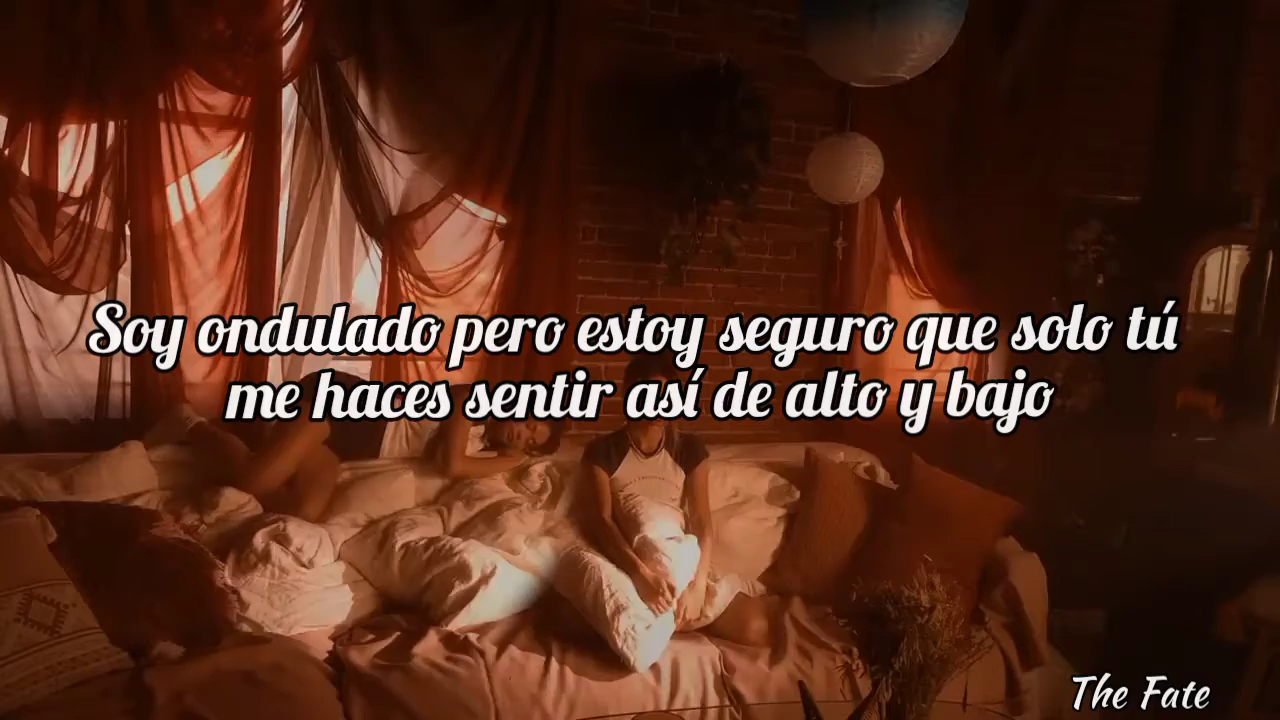 Soy ondulado pero estoy seguro que solo tú
me haces sentir así de alto y bajo
The Fate